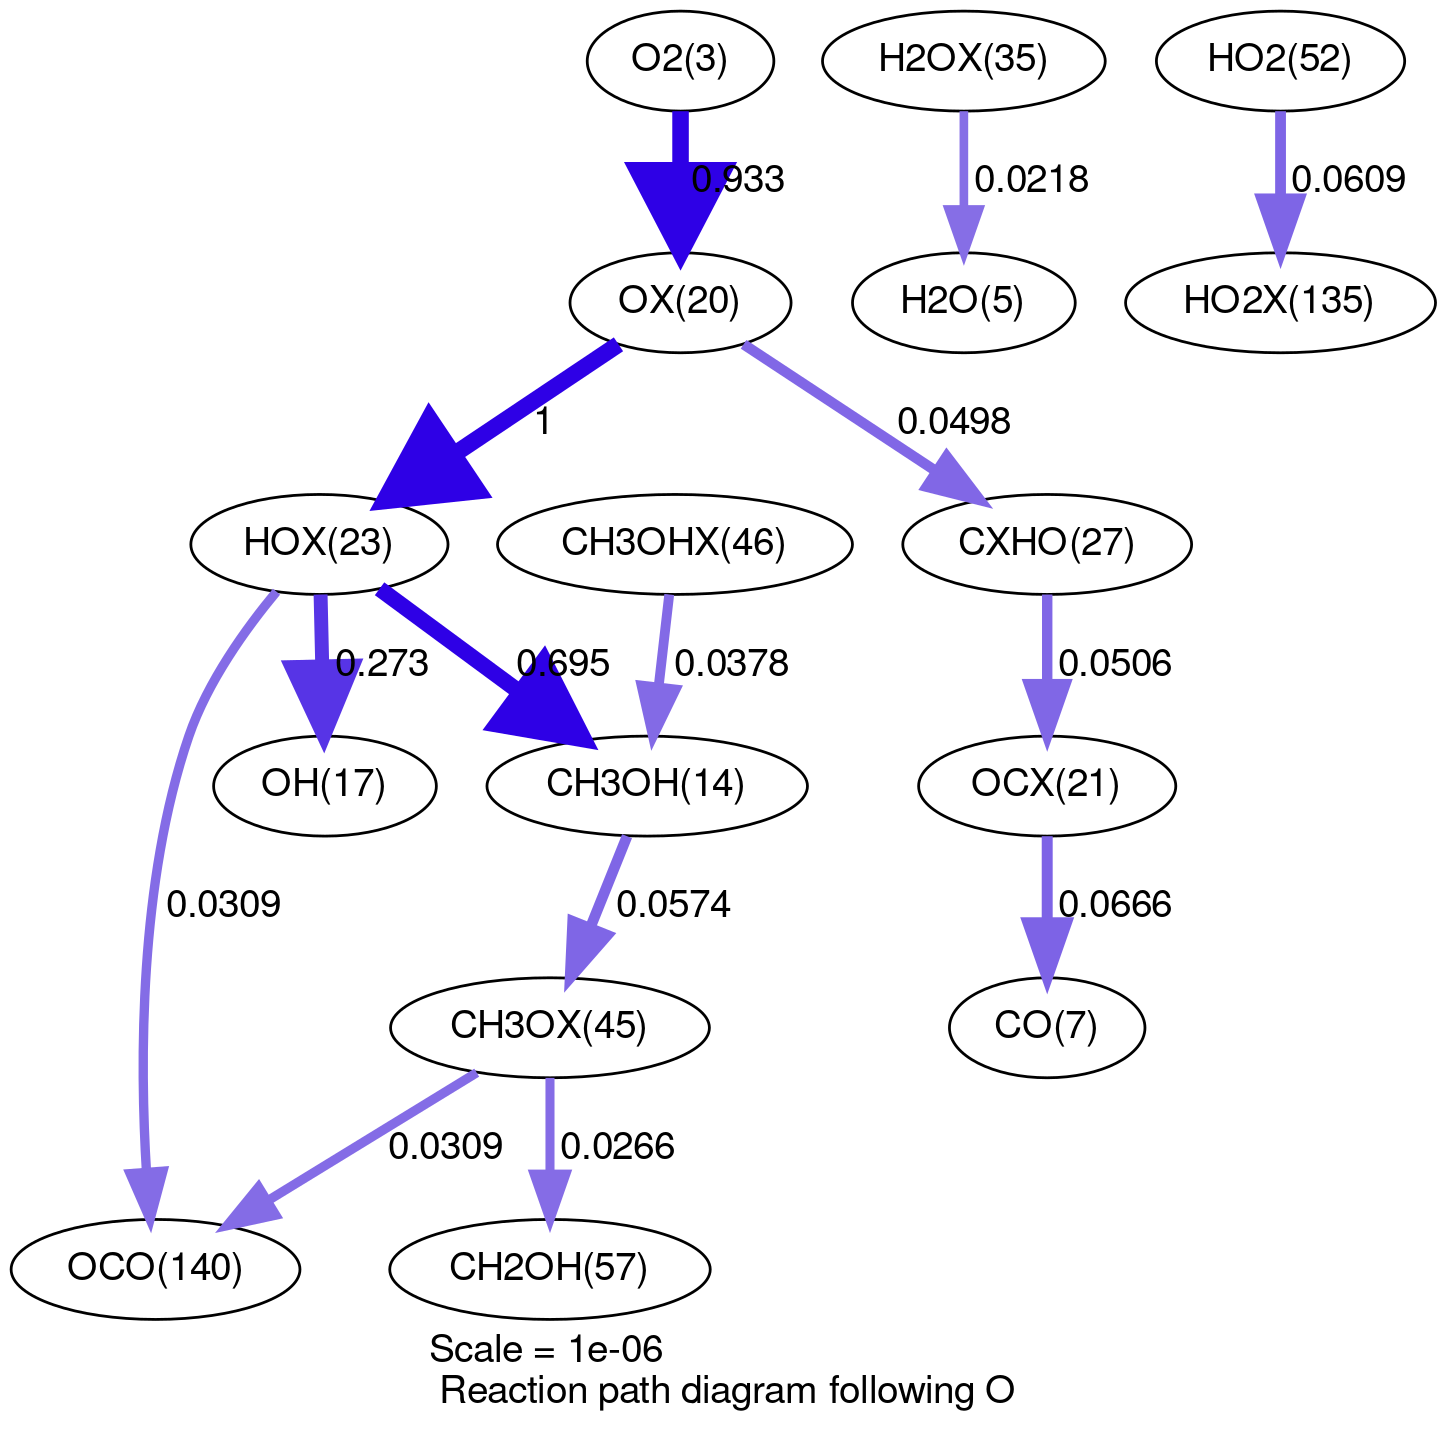 O2(3)
H2OX(35)
HO2(52)
0.933
0.0218
0.0609
OX(20)
H2O(5)
HO2X(135)
1
0.0498
HOX(23)
CH3OHX(46)
CXHO(27)
0.273
0.695
0.0378
0.0506
OH(17)
CH3OH(14)
OCX(21)
0.0309
0.0574
0.0666
CH3OX(45)
CO(7)
0.0309
0.0266
OCO(140)
CH2OH(57)
Scale = 1e-06
Reaction path diagram following O